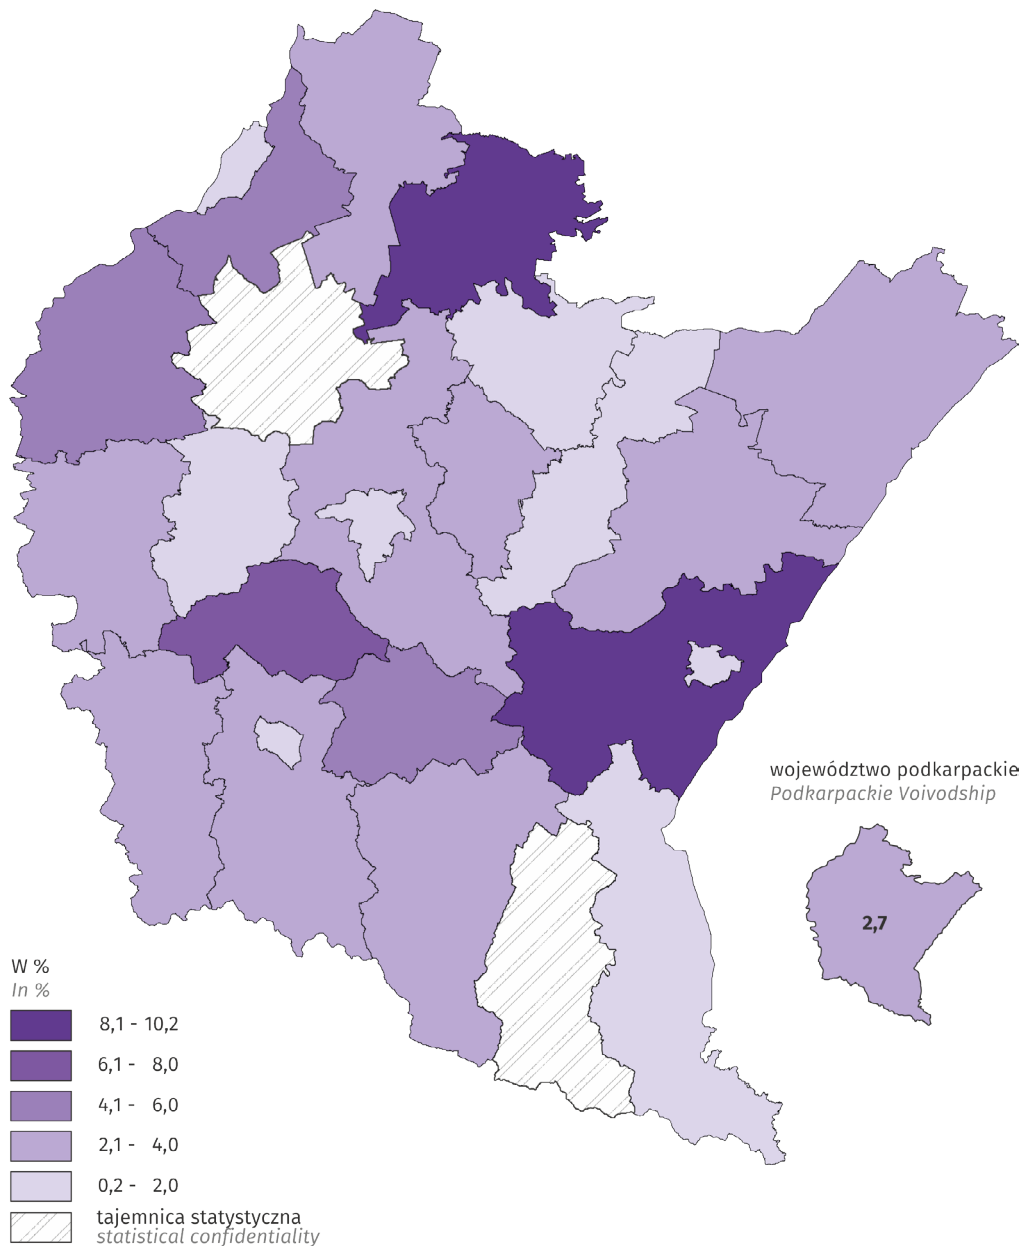 województwo podkarpackie
Podkarpackie Voivodship
2,7
W %
In %
8,1 - 10,2
6,1 - 8,0
4,1 - 6,0
2,1 - 4,0
0,2 - 2,0
tajemnica statystyczna
statistical confidentiality